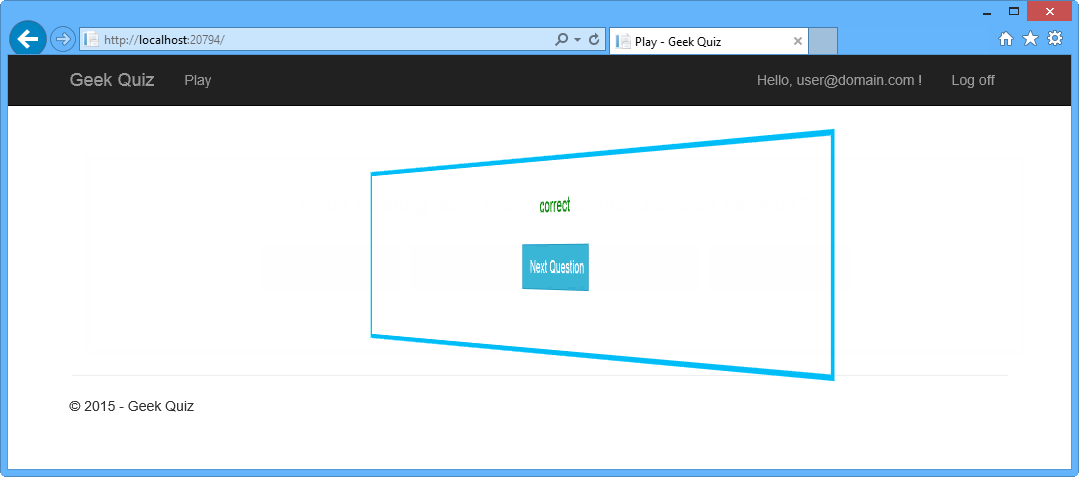 http://localhost:20794/
Play - Geek Quiz
Geek Quiz
Play
Hello, user@domain.com !
Log off
correct
Next Question
© 2015 - Geek Quiz